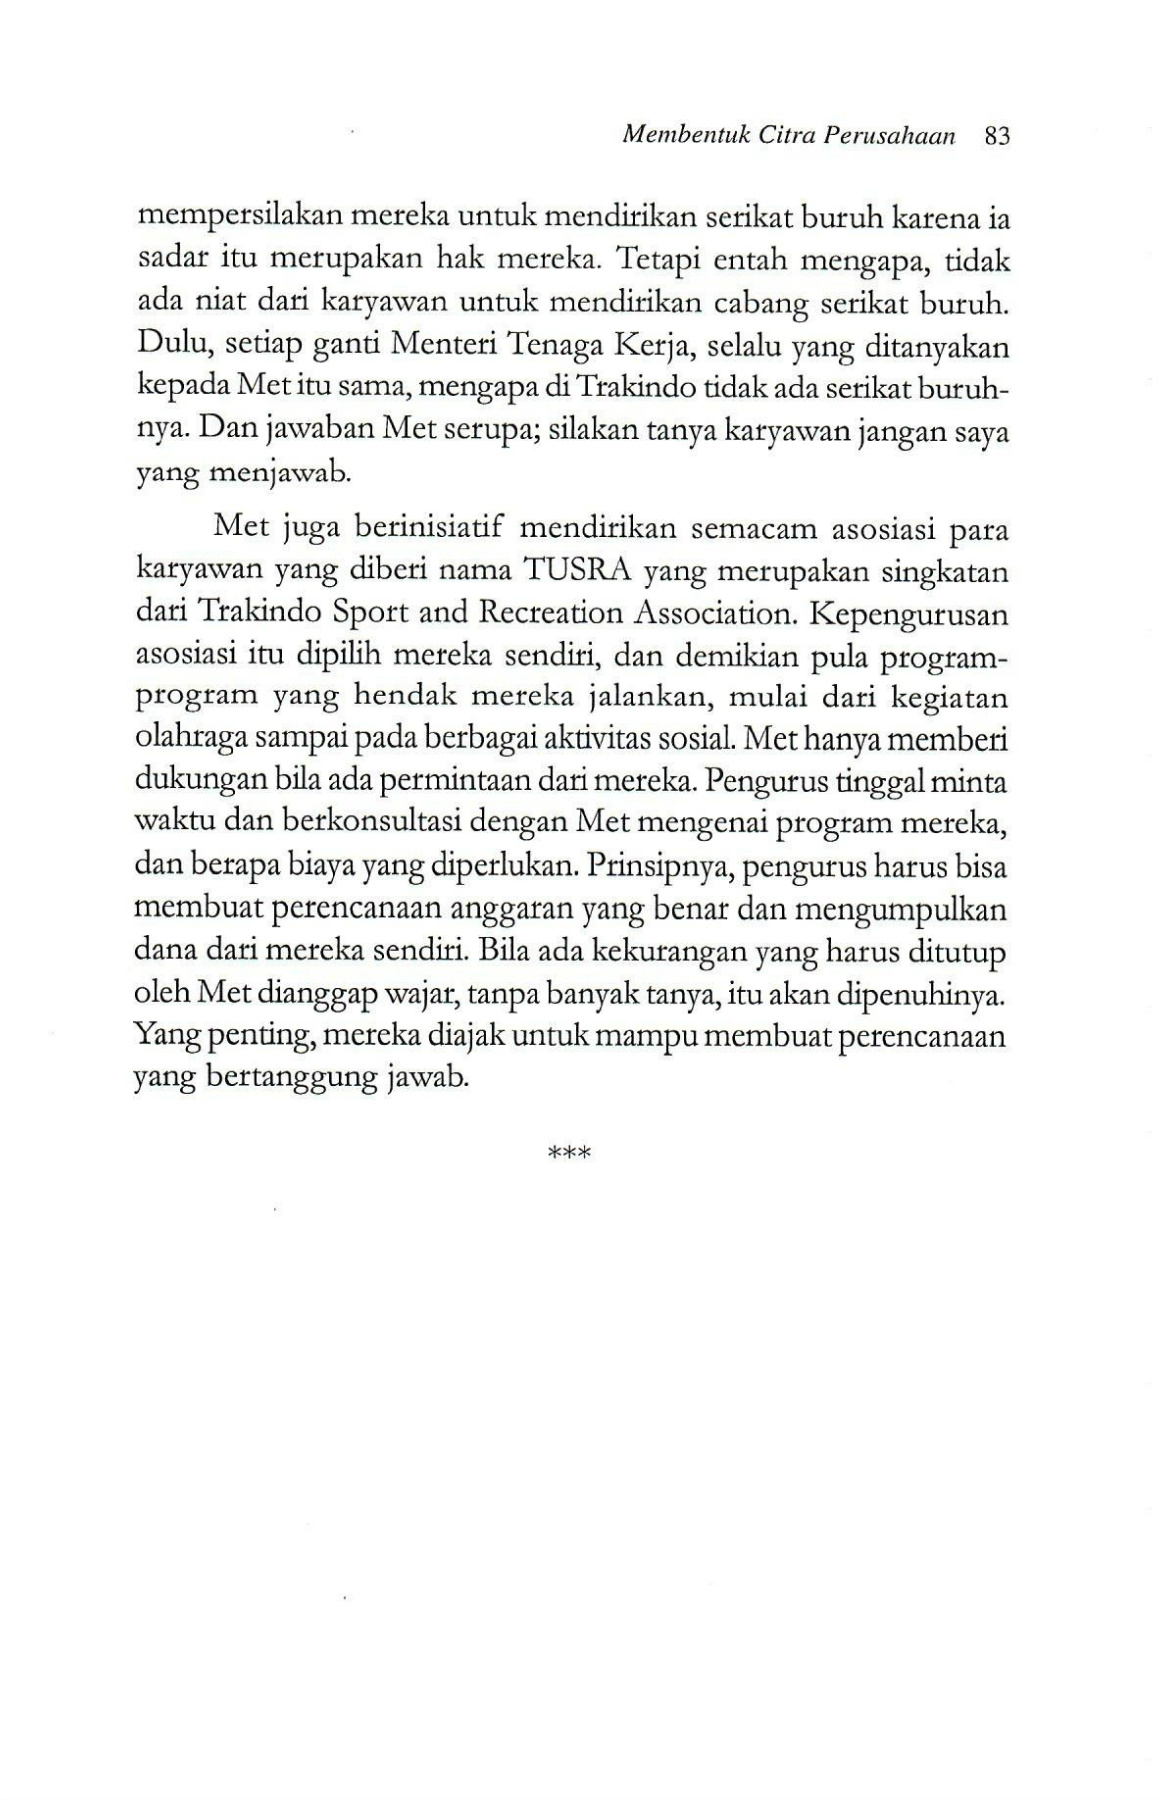 Membentuk Citra Perusahaan 83
mempersilakan mereka untuk mendirikan serikat buruh karena ia
sadar itu merupakan hak mereka. Tetapi entah mengapa, tidak
ada niat dari karyawan untuk mendirikan cabang serikat buruh.
Dulu, setiap ganti Menteri Tenaga Kerja, selalu yang ditanyakan
kepada Met itu sama, mengapa di Trakindo tidak ada serikat buruh-
nya. Dan jawaban Met serupa; silakan tanya karyawan jangan saya
yang menjawab.
Met juga berinisiatif mendirikan semacam asosiasi para
karyawan yang diberi nama TUSRA yang merupakan singkatan
dari Trakindo Sport and Recreation Association. Kepengurusan
asosiasi itu dipilih mereka sendiri, dan demikian pula program-
program yang hendak mereka jalankan, mulai dari kegiatan
olahraga sampai pada berbagai aktivitas sosial. Met hanya memberi
dukungan bila ada permintaan dari mereka. Pengurus tinggal minta
waktu dan berkonsultasi dengan Met mengenai program mereka,
dan berapa biaya yang diperlukan. Prinsipnya, pengurus harus bisa
membuat perencanaan anggaran yang benar dan mengumpulkan
dana dari mereka sendiri. Bila ada kekurangan yang harus ditutup
oleh Met dianggap wajar, tanpa banyak tanya, itu akan dipenuhinya.
Yang penting, mereka diajak untuk mampu membuat perencanaan
yang bertanggung jawab.
***